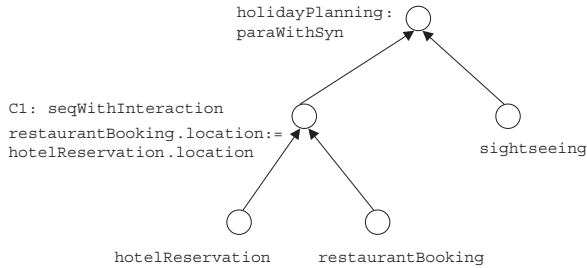 holidayPlanning:
paraWithSyn
C1: seqWithInteraction
restaurantBooking.location:=
hotelReservation.location
sightseeing
hotelReservation
restaurantBooking